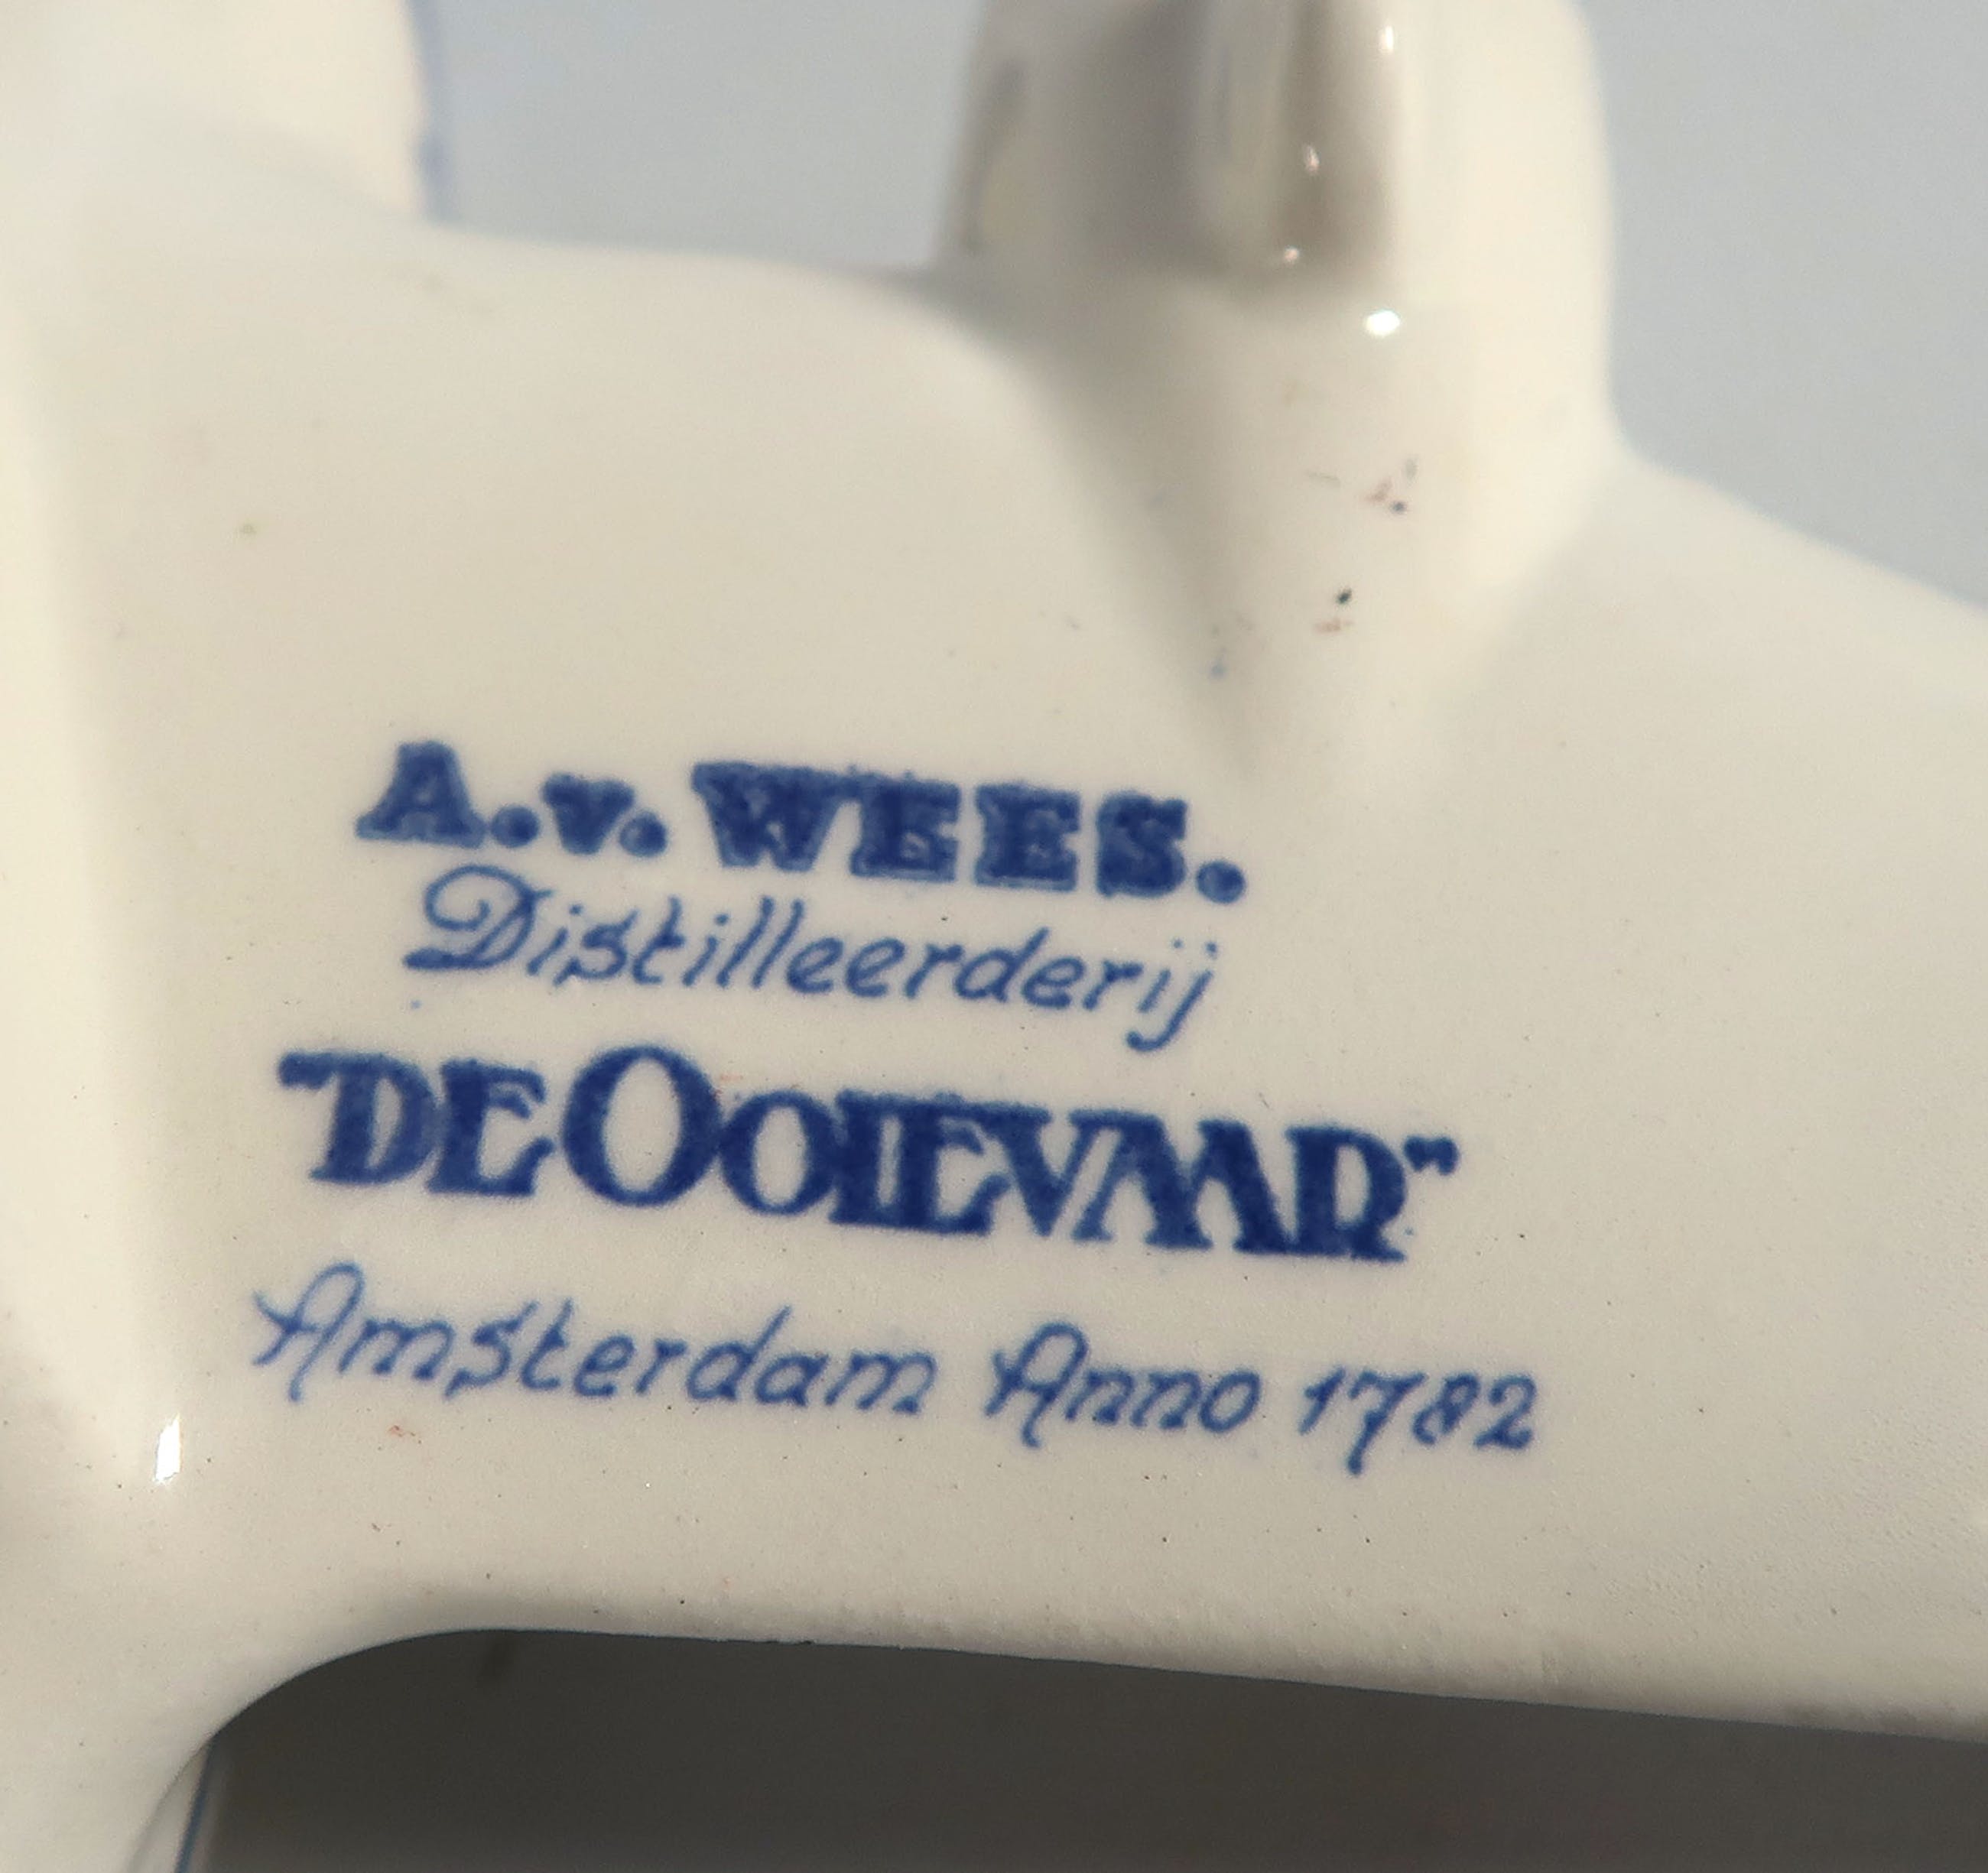 A.v. WEES.
Distilleerderij
"DE OOIEVAAR"
Amsterdam Anno 1782